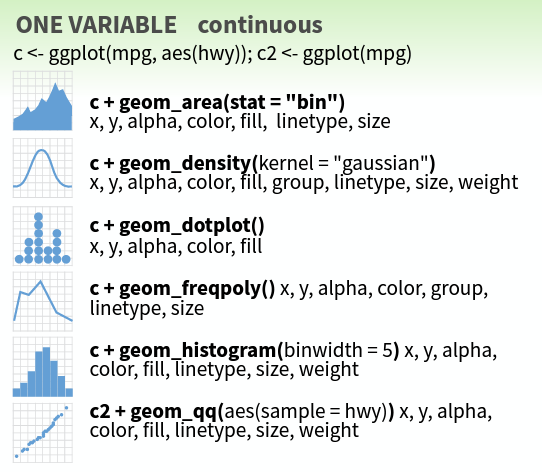 ONE VARIABLE continuous
c <- ggplot(mpg, aes(hwy)); c2 <- ggplot(mpg)
c + geom_area(stat = "bin")
x, y, alpha, color, fill, linetype, size
c + geom_density(kernel = "gaussian")
x, y, alpha, color, fill, group, linetype, size, weight
c + geom_dotplot()
x, y, alpha, color, fill
c + geom_freqpoly() x, y, alpha, color, group,
linetype, size
c + geom_histogram(binwidth = 5) x, y, alpha,
color, fill, linetype, size, weight
c2 + geom_qq(aes(sample = hwy)) x, y, alpha,
color, fill, linetype, size, weight